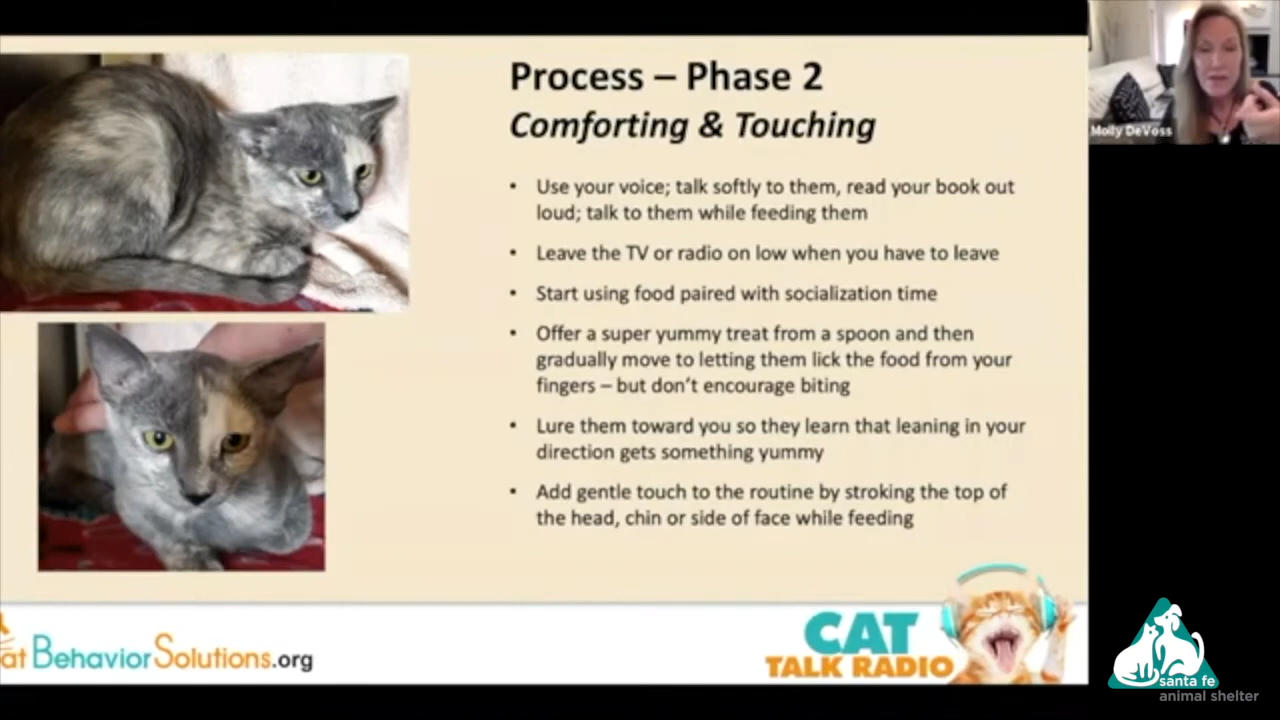 Process – Phase 2
Comforting & Touching
• Use your voice; talk softly to them, read your book out
loud; talk to them while feeding them
• Leave the TV or radio on low when you have to leave
• Start using food paired with socialization time
• Offer a super yummy treat from a spoon and then
gradually move to letting them lick the food from your
fingers – but don't encourage biting
• Lure them toward you so they learn that leaning in your
direction gets something yummy
• Add gentle touch to the routine by stroking the top of
the head, chin or side of face while feeding
Molly DeVoss
at BehaviorSolutions.org
CAT
TALK RADIO
santa fe
animal shelter